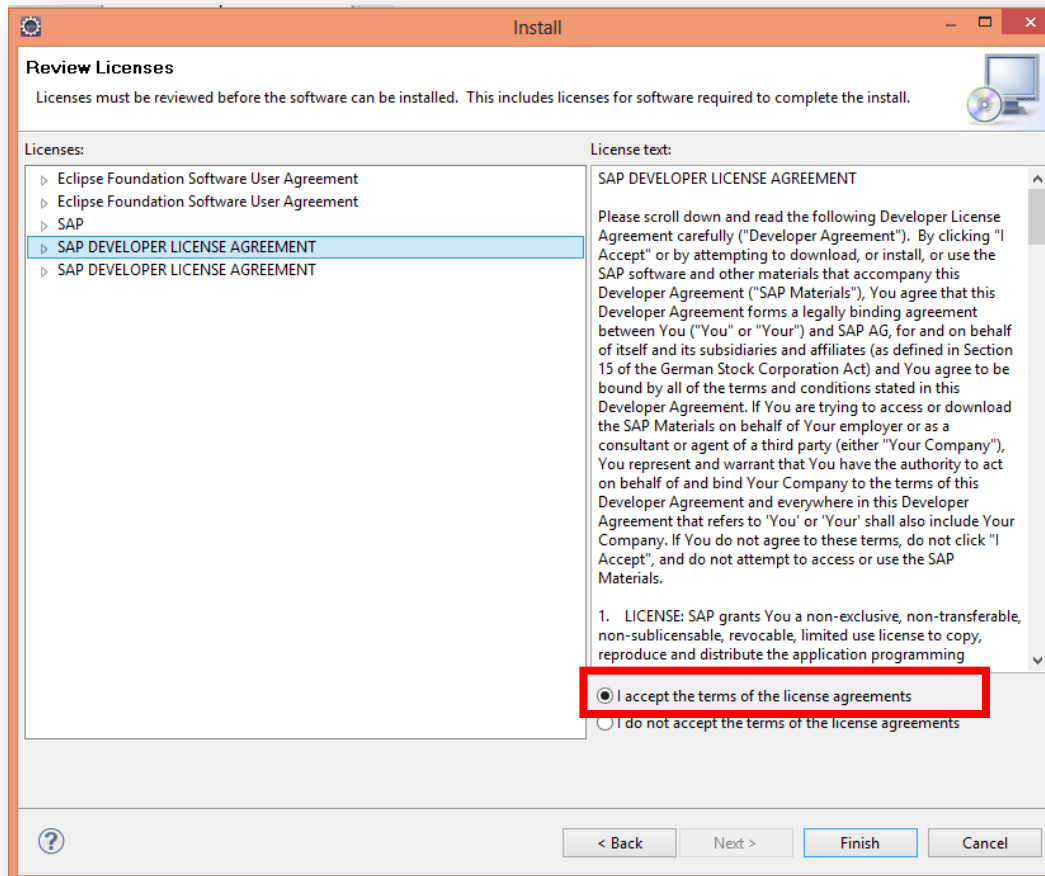 Install
Review Licenses
Licenses must be reviewed before the software can be installed. This includes licenses for software required to complete the install.
Licenses:
Eclipse Foundation Software User Agreement
Eclipse Foundation Software User Agreement
SAP
SAP DEVELOPER LICENSE AGREEMENT
SAP DEVELOPER LICENSE AGREEMENT
License text:
SAP DEVELOPER LICENSE AGREEMENT
Please scroll down and read the following Developer License
Agreement carefully ("Developer Agreement"). By clicking "I
Accept" or by attempting to download, or install, or use the
SAP software and other materials that accompany this
Developer Agreement ("SAP Materials"), You agree that this
Developer Agreement forms a legally binding agreement
between You ("You" or "Your") and SAP AG, for and on behalf
of itself and its subsidiaries and affiliates (as defined in Section
15 of the German Stock Corporation Act) and You agree to be
bound by all of the terms and conditions stated in this
Developer Agreement. If You are trying to access or download
the SAP Materials on behalf of Your employer or as a
consultant or agent of a third party (either "Your Company"),
You represent and warrant that You have the authority to act
on behalf of and bind Your Company to the terms of this
Developer Agreement and everywhere in this Developer
Agreement that refers to 'You' or 'Your' shall also include Your
Company. If You do not agree to these terms, do not click "I
Accept", and do not attempt to access or use the SAP
Materials.
1. LICENSE: SAP grants You a non-exclusive, non-transferable,
non-sublicensable, revocable, limited use license to copy,
reproduce and distribute the application programming
I accept the terms of the license agreements
I do not accept the terms of the license agreements
< Back
Next >
Finish
Cancel